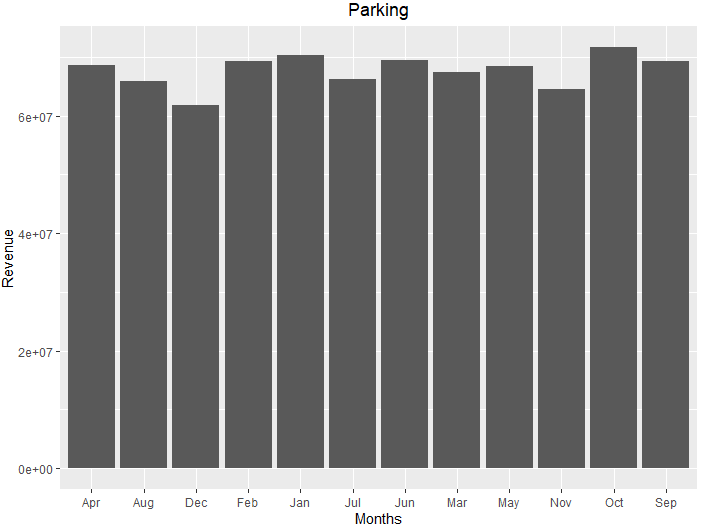 Parking
Revenue
6e+07
4e+07
2e+07
0e+00
Apr Aug Dec Feb Jan Jul Jun Mar May Nov Oct Sep
Months